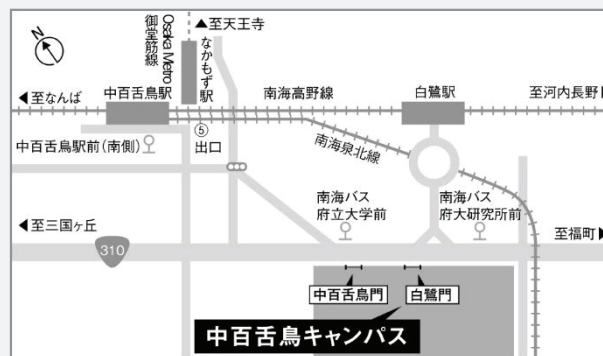 ▲至天王寺
Osaka Metro
御堂筋線
なかもず駅
◀至なんば
中百舌鳥駅
南海高野線
白鷺駅
至河内長野
⑤
出口
南海泉北線
中百舌鳥駅前(南側)
南海バス
府立大学前
南海バス
府大研究所前
◀至三国ヶ丘
310
至福町▶
中百舌鳥門
白鷺門
中百舌鳥キャンパス